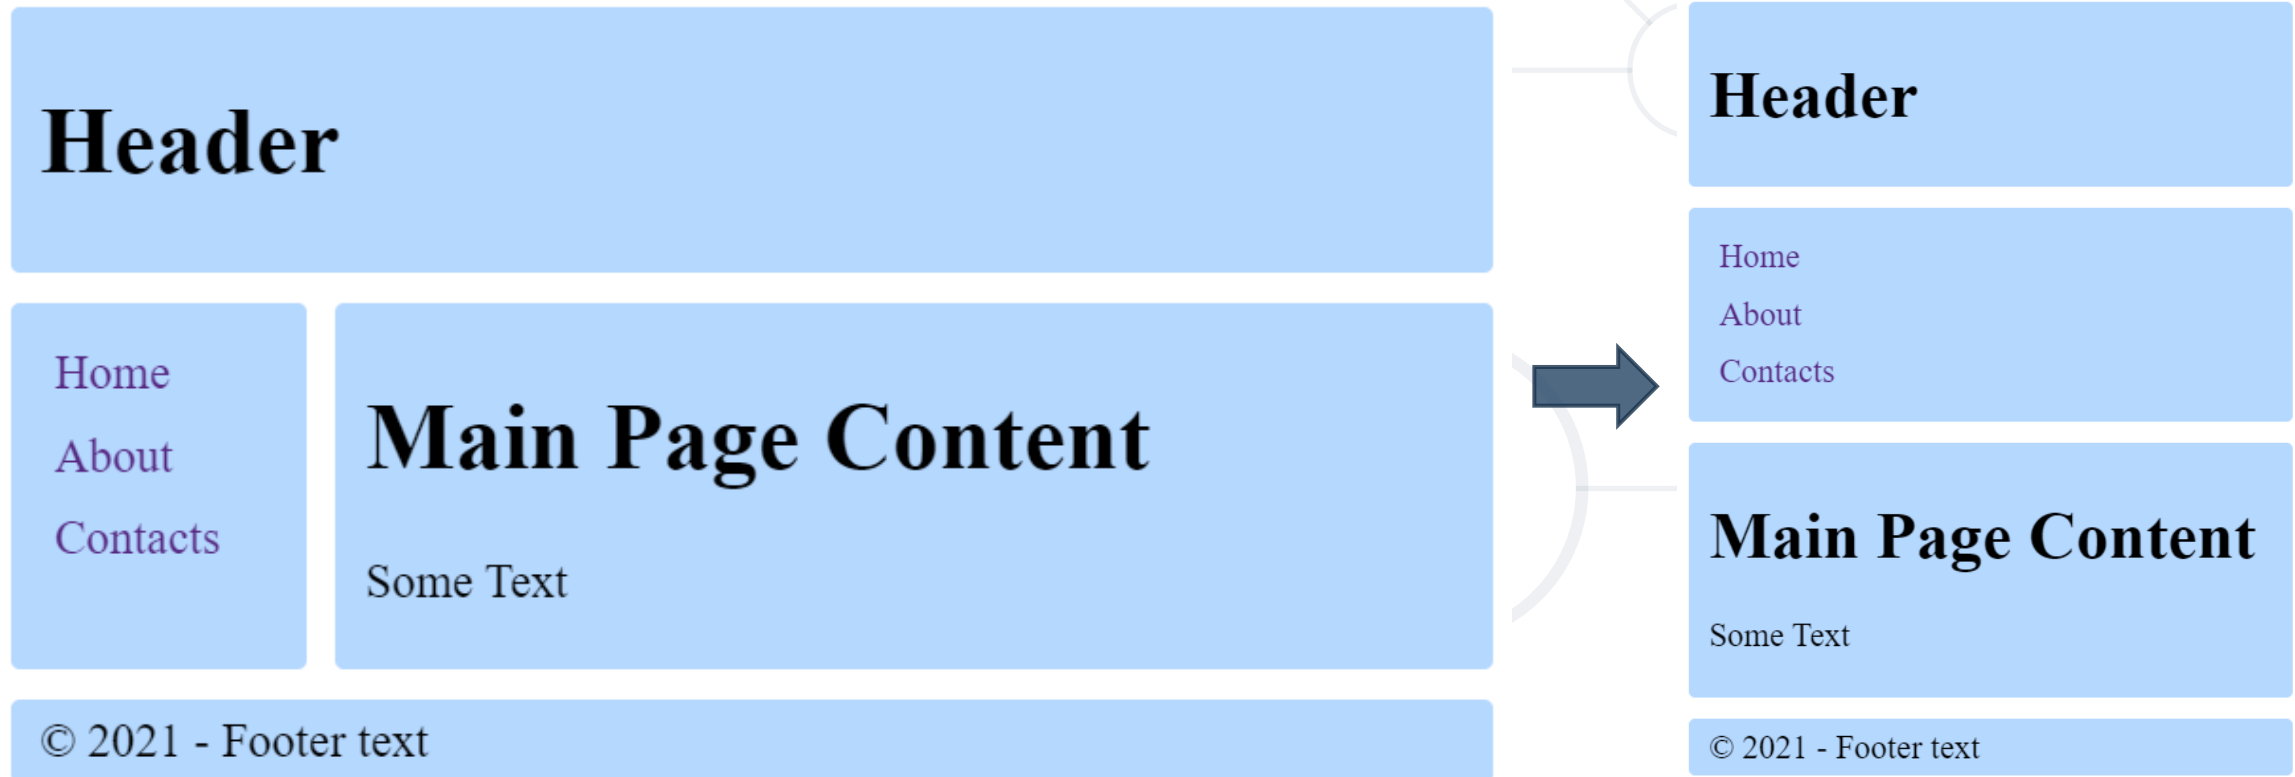 Header
Home
About
Contacts
Main Page Content
Some Text
© 2021 - Footer text
Header
Home
About
Contacts
Main Page Content
Some Text
© 2021 - Footer text